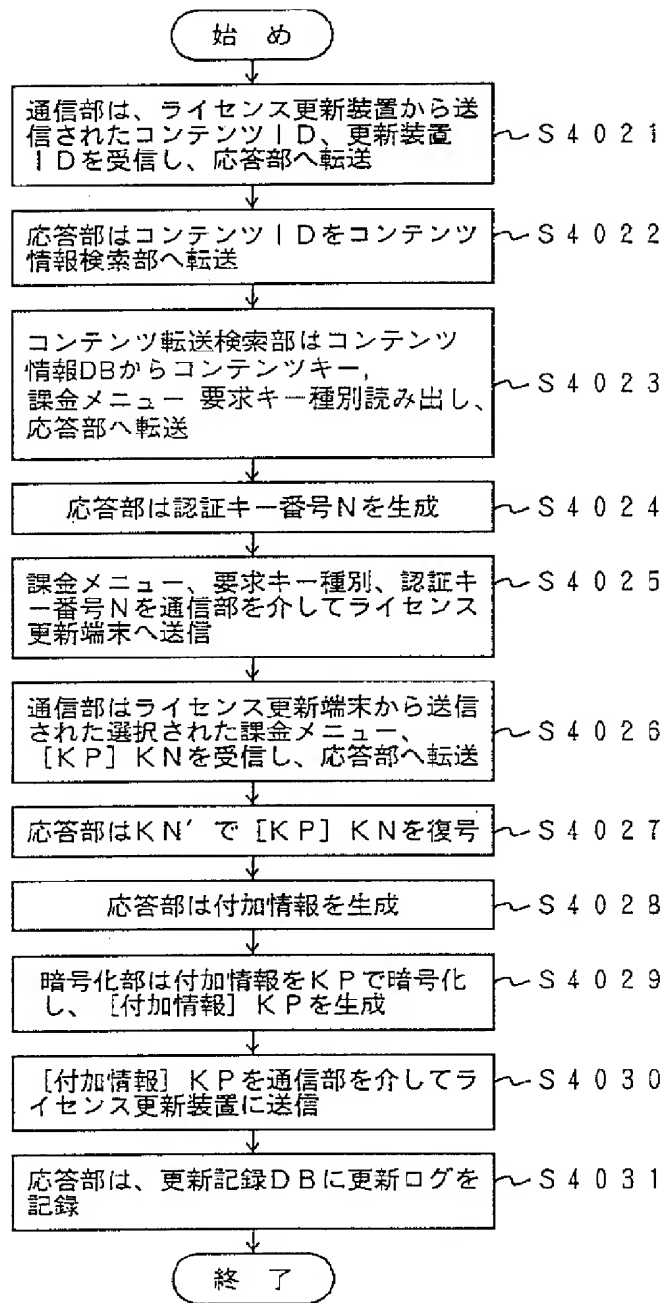 始 め
通信部は、ライセンス更新装置から送
信されたコンテンツID、更新装置
IDを受信し、応答部へ転送
S4021
応答部はコンテンツIDをコンテンツ
情報検索部へ転送
S4022
コンテンツ転送検索部はコンテンツ
情報DBからコンテンツキー,
課金メニュー 要求キー種別読み出し、
応答部へ転送
S4023
応答部は認証キー番号Nを生成
S4024
課金メニュー、要求キー種別、認証キ
ー番号Nを通信部を介してライセンス
更新端末へ送信
S4025
通信部はライセンス更新端末から送信
された選択された課金メニュー、
[KP] KNを受信し、応答部へ転送
S4026
応答部はKN′で[KP] KNを復号
S4027
応答部は付加情報を生成
S4028
暗号化部は付加情報をKPで暗号化
し、[付加情報] KPを生成
S4029
[付加情報] KPを通信部を介してラ
イセンス更新装置に送信
S4030
応答部は、更新記録DBに更新ログを
記録
S4031
終 了